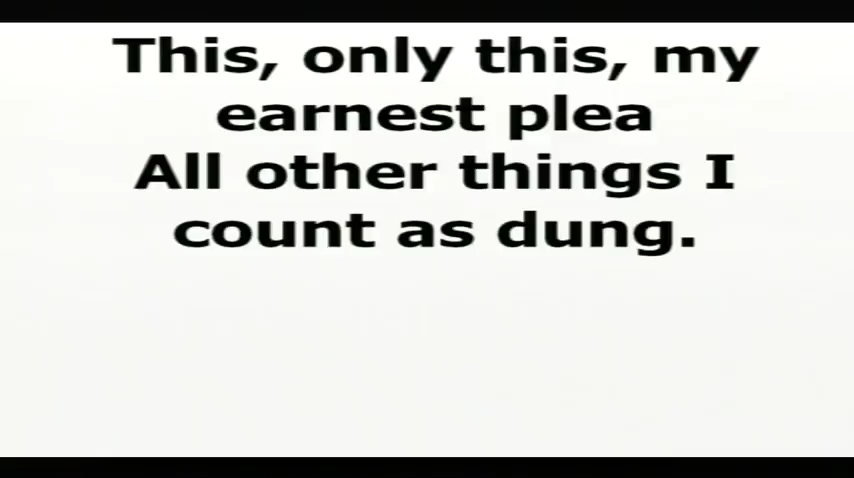 This, only this, my
earnest plea
All other things I
count as dung.